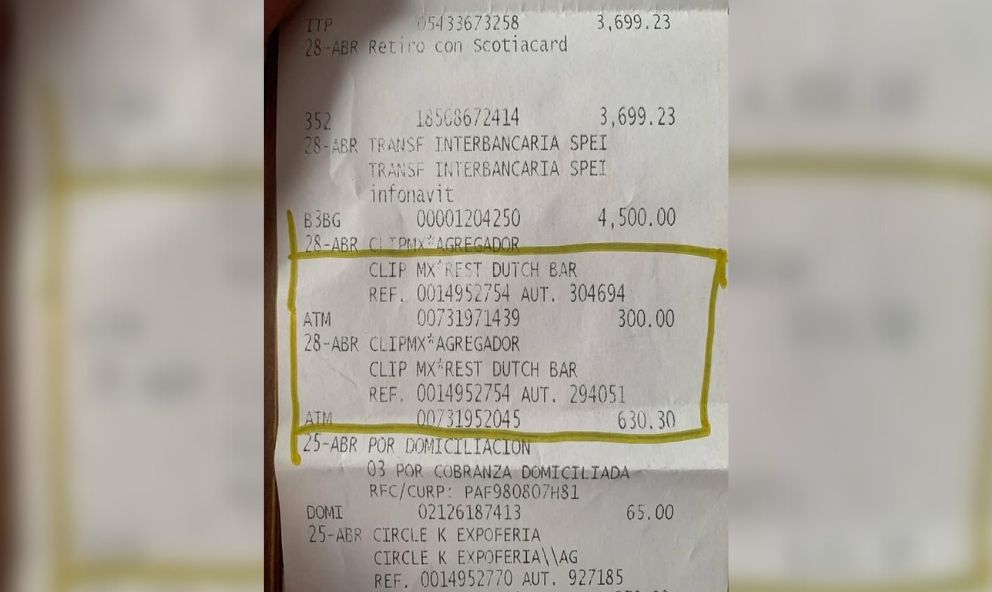 ITP 05433673258 3,699.23
28-ABR Retiro con Scotiacard
352 18508672414 3,699.23
28-ABR TRANSF INTERBANCARIA SPEI
TRANSF INTERBANCARIA SPEI
infonavit
B3BG 00001204250 4,500.00
28-ABR CLIPMX*AGREGADOR
CLIP MX*REST DUTCH BAR
REF. 0014952754 AUT. 304694
ATM 00731971439 300.00
28-ABR CLIPMX*AGREGADOR
CLIP MX*REST DUTCH BAR
REF. 0014952754 AUT. 294051
ATM 00731952045 630.30
25-ABR POR DOMICILIACION
03 POR COBRANZA DOMICILIADA
RFC/CURP: PAF980807H81
DOMI 02126187413 65.00
25-ABR CIRCLE K EXPOFERIA
CIRCLE K EXPOFERIA\\AG
REF. 0014952770 AUT. 927185